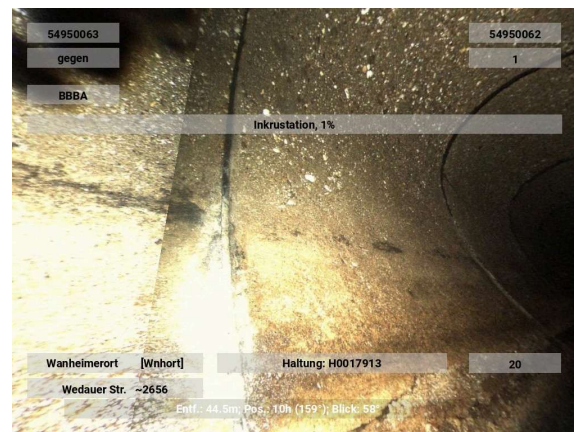 54950063 54950062
gegen 1
BBBA
Inkrustation, 1%
Wanheimerort [Wnhort] Haltung: H0017913 20
Wedauer Str. ~2656
Entf.: 44.5m; Pos.: 10h (159°); Blick: 58°